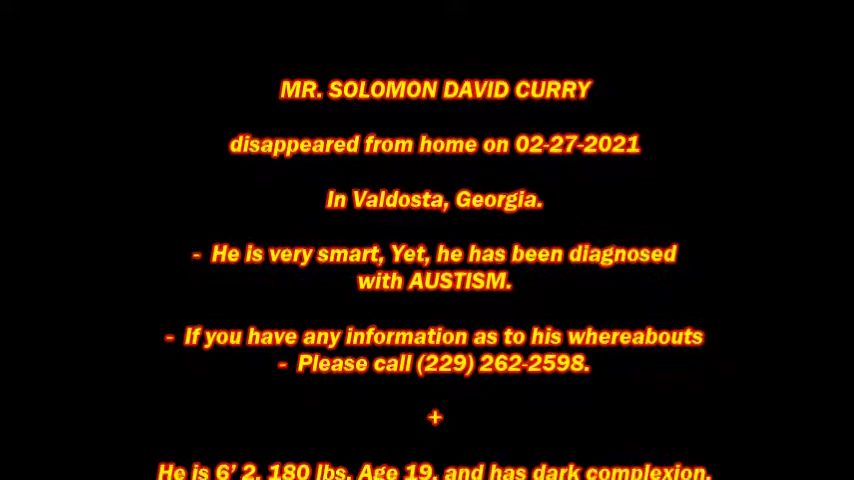 MR. SOLOMON DAVID CURRY
disappeared from home on 02-27-2021
In Valdosta, Georgia.
- He is very smart, Yet, he has been diagnosed
with AUSTISM.
- If you have any information as to his whereabouts
- Please call (229) 262-2598.
+
He is 6’ 2, 180 lbs, Age 19, and has dark complexion.